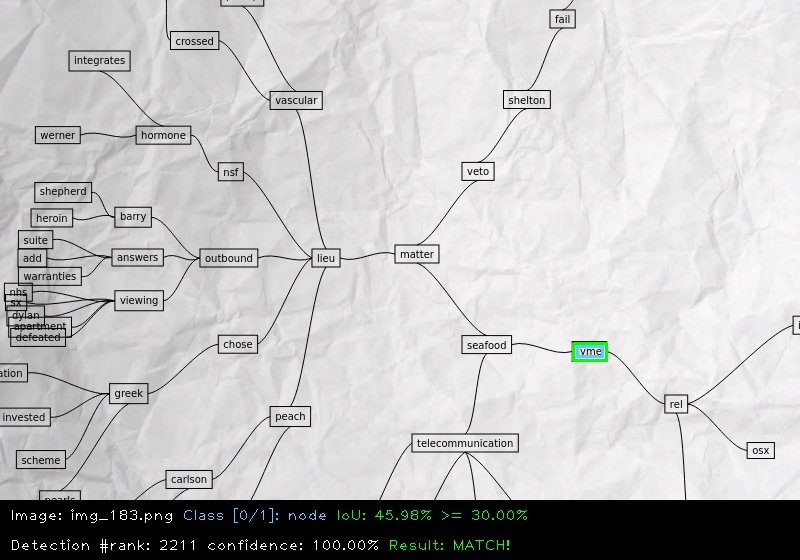 fail
crossed
integrates
vascular
shelton
werner
hormone
nsf
veto
shepherd
heroin
barry
suite
add
answers
outbound
lieu
matter
warranties
nhs
sx
viewing
dylan
apartment
defeated
chose
seafood
vme
ation
greek
rel
invested
peach
telecommunication
osx
scheme
carlson
pearls
Image: img_183.png Class [0/1]: node IoU: 45.98% >= 30.00%
Detection #rank: 2211 confidence: 100.00% Result: MATCH!